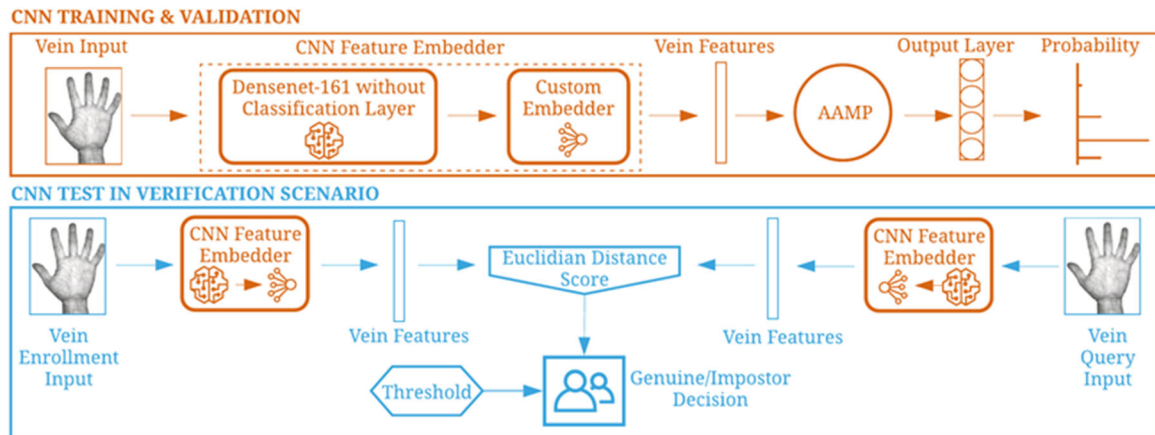 CNN TRAINING & VALIDATION
Vein Input
CNN Feature Embedder
Vein Features
Output Layer
Probability
Densenet-161 without
Classification Layer
Custom
Embedder
AAMP
CNN TEST IN VERIFICATION SCENARIO
CNN Feature
Embedder
Euclidian Distance
Score
CNN Feature
Embedder
Vein
Enrollment
Input
Vein Features
Vein Features
Vein
Query
Input
Threshold
Genuine/Impostor
Decision